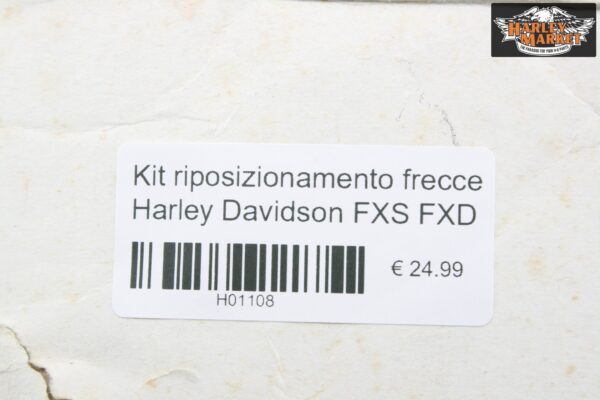 HARLEY
MARKET
Kit riposizionamento frecce
Harley Davidson FXS FXD
€ 24.99
H01108